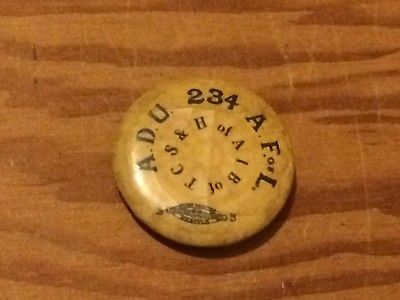 A.D.U. 234 A.F. of L.
T C S & H of A I B of